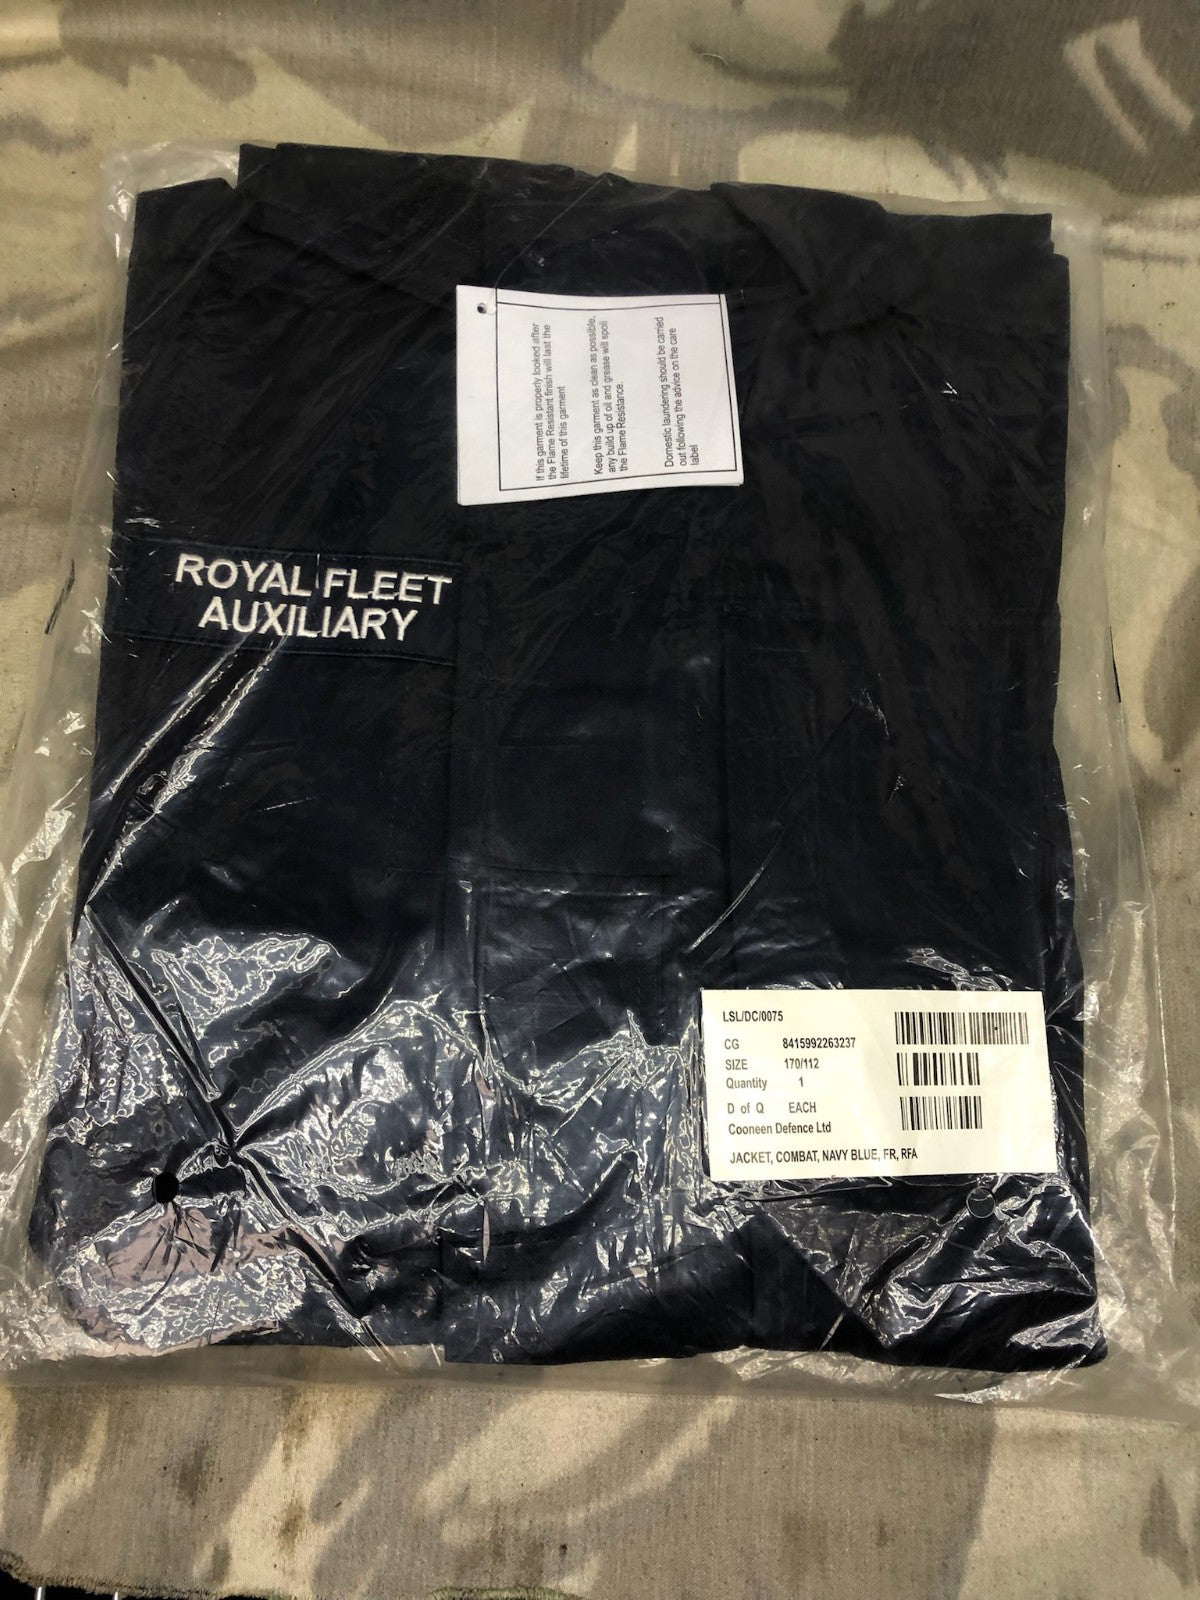 If this garment is properly looked after
the Flame Resistant finish will last the
lifetime of this garment
Keep this garment as clean as possible,
any build up of oil and grease will spoil
the Flame Resistance.
Domestic laundering should be carried
out following the advice on the care
label
ROYAL FLEET
AUXILIARY
LSL/DC/0075
CG 8415992263237
SIZE 170/112
Quantity 1
D of Q EACH
Cooneen Defence Ltd
JACKET, COMBAT, NAVY BLUE, FR, RFA